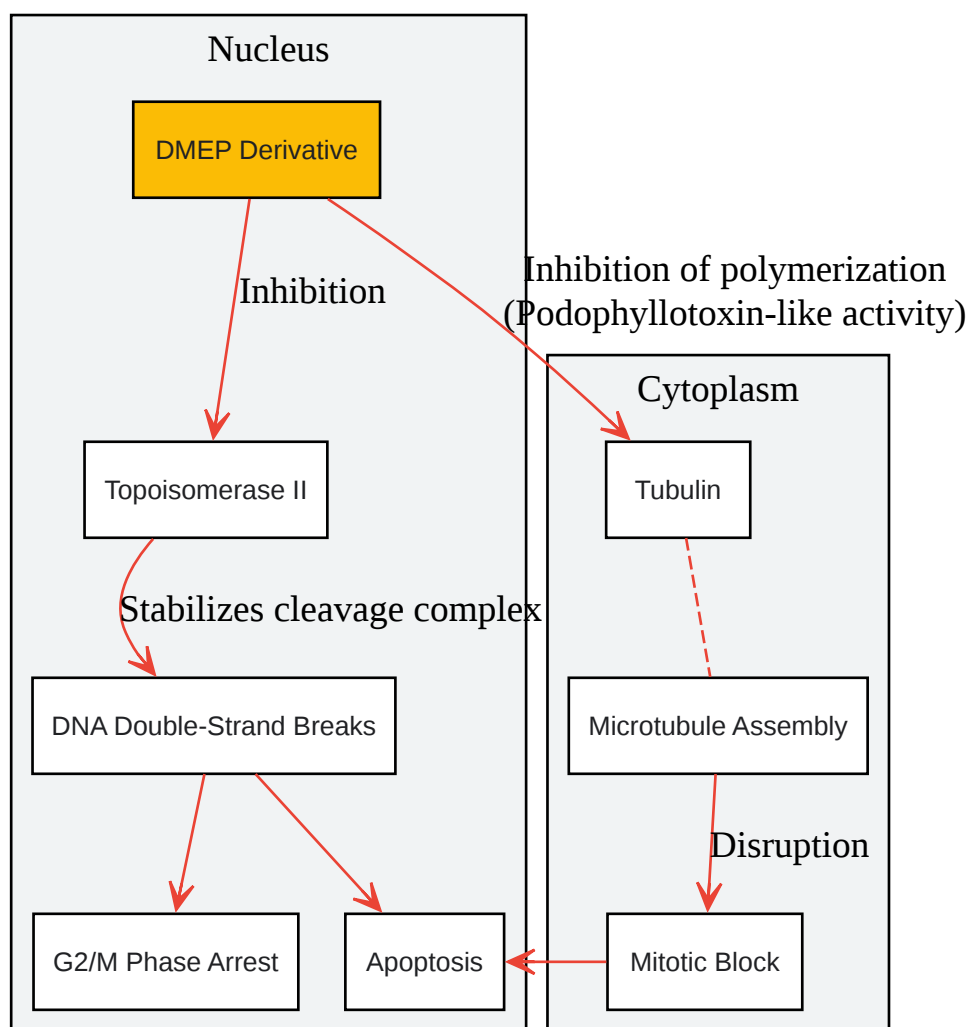 Nucleus
DMEP Derivative
Inhibition
Inhibition of polymerization
(Podophyllotoxin-like activity)
Cytoplasm
Topoisomerase II
Tubulin
Stabilizes cleavage complex
DNA Double-Strand Breaks
Microtubule Assembly
Disruption
G2/M Phase Arrest
Apoptosis
Mitotic Block